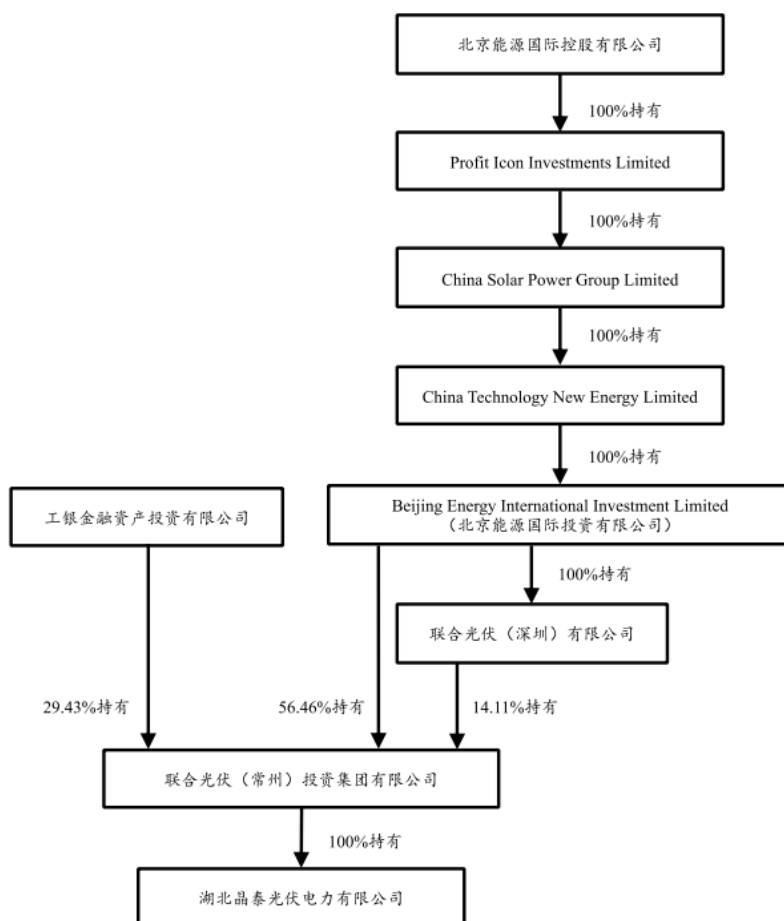 北京能源国际控股有限公司
100%持有
Profit Icon Investments Limited
100%持有
China Solar Power Group Limited
100%持有
China Technology New Energy Limited
100%持有
工银金融资产投资有限公司
Beijing Energy International Investment Limited
（北京能源国际投资有限公司）
100%持有
联合光伏（深圳）有限公司
29.43%持有
56.46%持有
14.11%持有
联合光伏（常州）投资集团有限公司
100%持有
湖北晶泰光伏电力有限公司